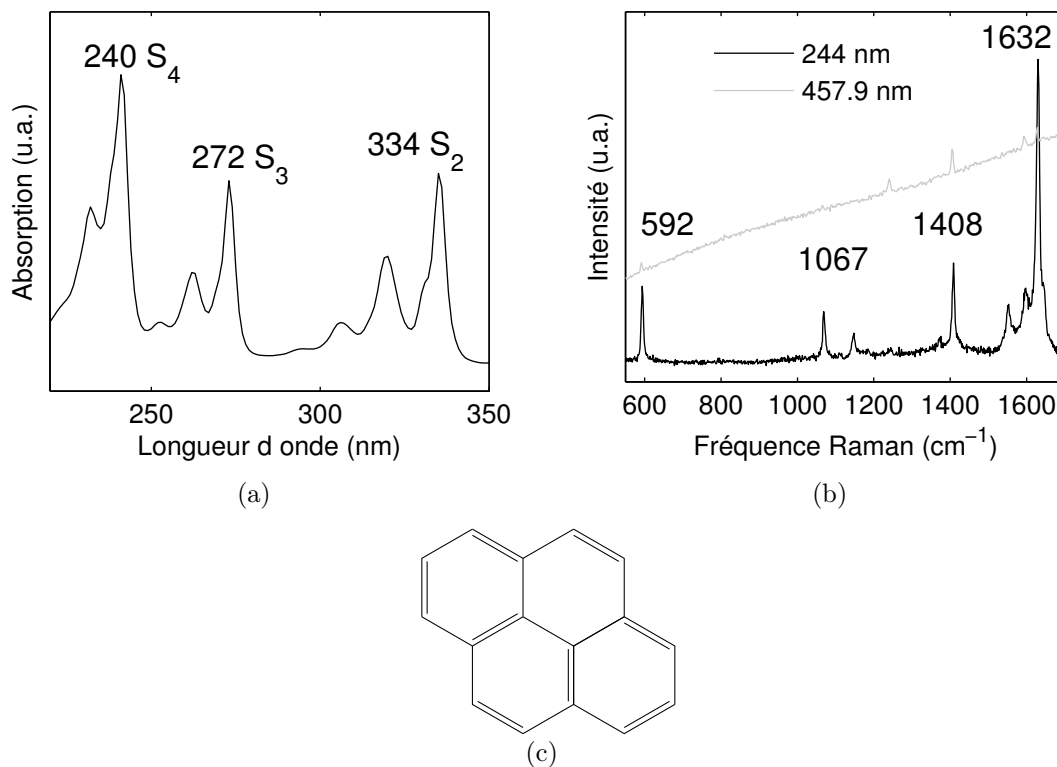 240 S4
272 S3
334 S2
Absorption (u.a.)
250 300 350
Longueur d onde (nm)
(a)
244 nm
457.9 nm
1632
592
1067
1408
Intensité (u.a.)
600 800 1000 1200 1400 1600
Fréquence Raman (cm−1)
(b)
(c)